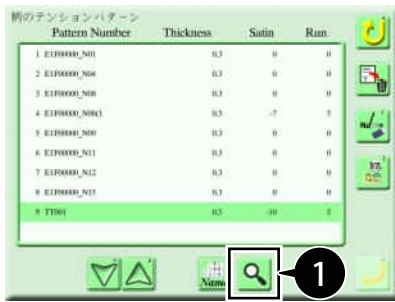 柄のテンションパターン
Pattern Number Thickness Satin Run
1 E1F00000_N01 0.3 0 0
2 E1F00000_N04 0.3 0 0
3 E1F00000_N08 0.3 0 0
4 0.5 -7 5
5 E1F00000_N09 0.3 0 0
6 E1F00000_N11 0.3 0 0
7 E1F00000_N12 0.3 0 0
8 E1F00000_N15 0.3 0 0
9 TT001 0.5 -10 5
Name
1